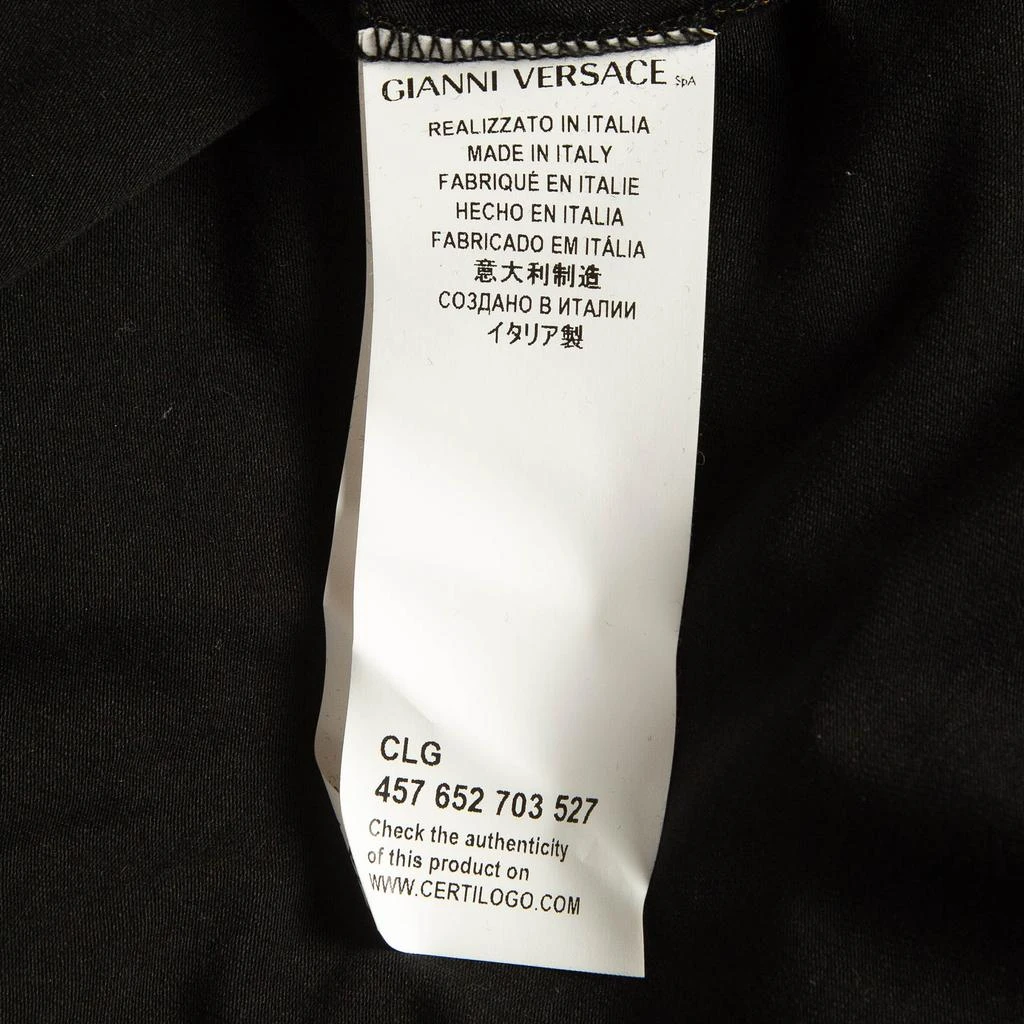 GIANNI VERSACE SpA
REALIZZATO IN ITALIA
MADE IN ITALY
FABRIQUÉ EN ITALIE
HECHO EN ITALIA
FABRICADO EM ITÁLIA
意大利制造
СОЗДАНО В ИТАЛИИ
イタリア製
CLG
457 652 703 527
Check the authenticity
of this product on
WWW.CERTILOGO.COM